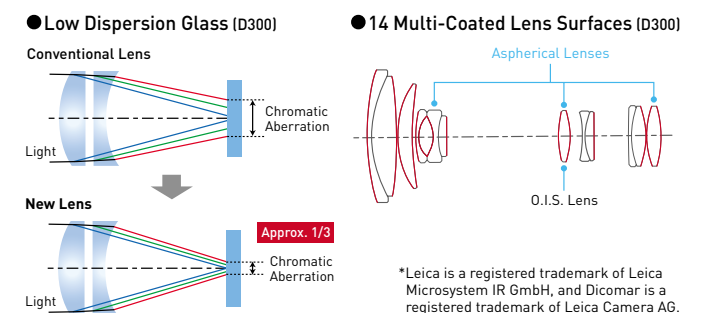 ●Low Dispersion Glass (D300)
Conventional Lens
Light
Chromatic
Aberration
New Lens
Approx. 1/3
Chromatic
Aberration
Light
●14 Multi-Coated Lens Surfaces (D300)
Aspherical Lenses
O.I.S. Lens
*Leica is a registered trademark of Leica
Microsystem IR GmbH, and Dicomar is a
registered trademark of Leica Camera AG.